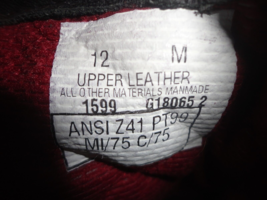 12 M
UPPER LEATHER
ALL OTHER MATERIALS MANMADE
1599 G18065 2
ANSI Z41 PT99
MI/75 C/75